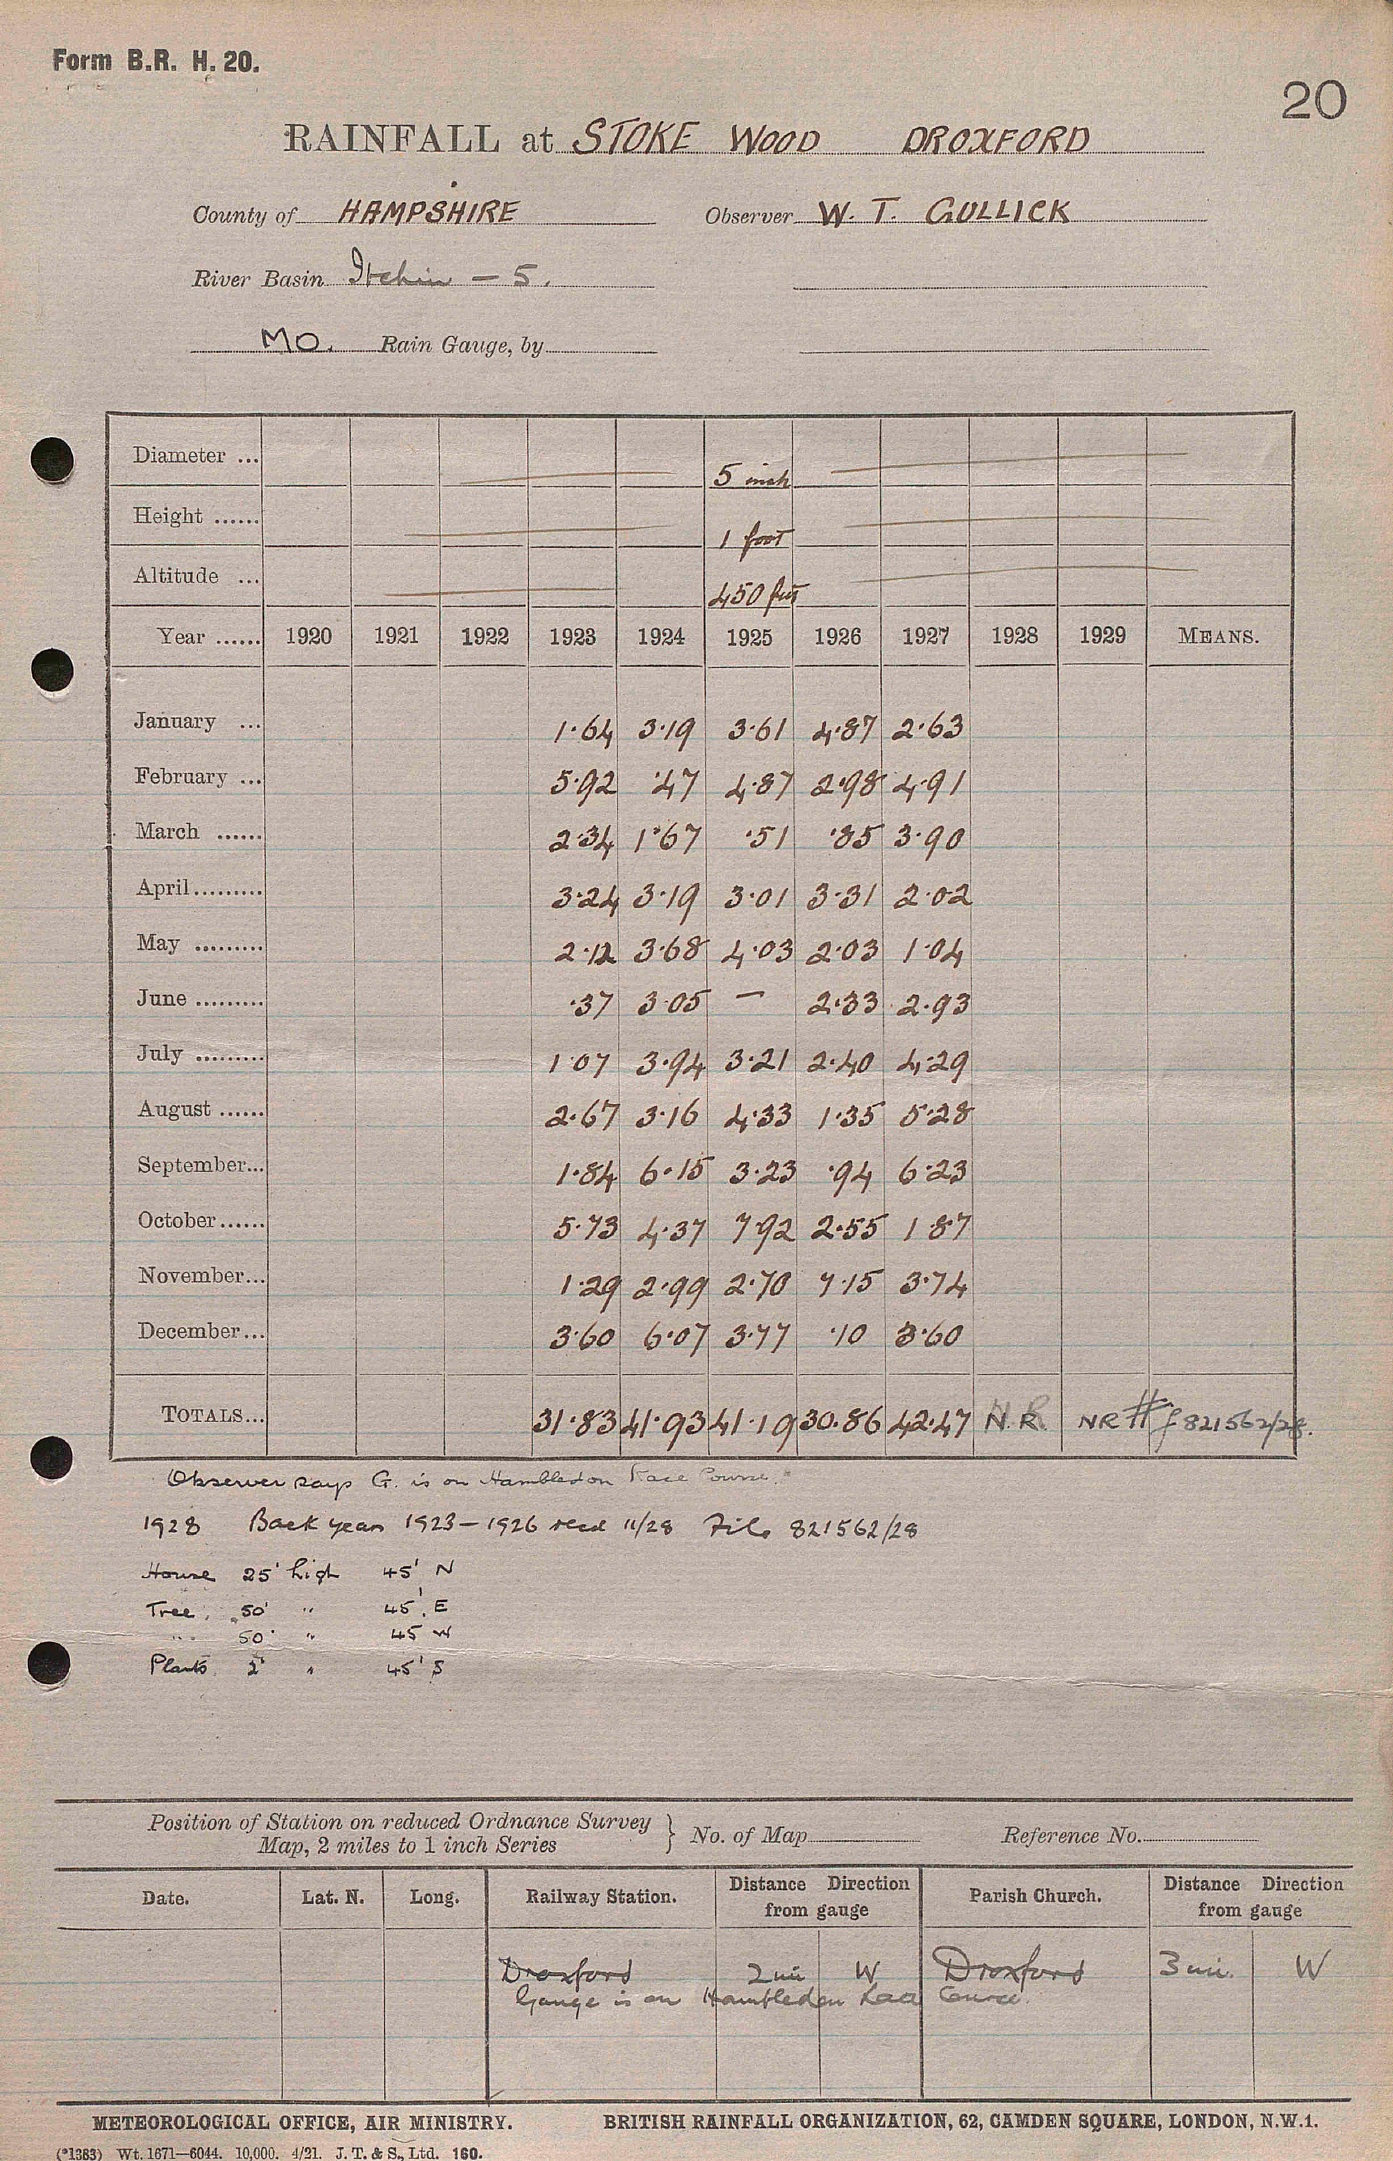 Form B.R. H. 20.
20
RAINFALL at STOKE WOOD DROXFORD
County of HAMPSHIRE Observer W. T. GULLICK
River Basin Itchin – 5.
MO. Rain Gauge, by
Diameter ... 5 inch
Height ...... 1 foot
Altitude ... 450 feet
Year ...... 1920 1921 1922 1923 1924 1925 1926 1927 1928 1929 MEANS.
January ... 1.64 3.19 3.61 4.87 2.63
February ... 5.92 .47 4.87 2.98 4.91
March ...... 2.34 1.67 .51 .85 3.90
April......... 3.24 3.19 3.01 3.31 2.02
May ......... 2.12 3.68 4.03 2.03 1.04
June ......... .37 3.05 – 2.33 2.93
July ......... 1.07 3.94 3.21 2.40 4.29
August ...... 2.67 3.16 4.33 1.35 5.28
September... 1.84 6.15 3.23 .94 6.23
October ...... 5.73 4.37 7.92 2.55 1.87
November... 1.29 2.99 2.70 7.15 3.74
December... 3.60 6.07 3.77 .10 3.60
TOTALS... 31.83 41.93 41.19 30.86 42.47 N.R. NR # f 821562/28.
Observer says G. is on Hambledon Race Course.
1928 Back years 1923–1926 recd 11/28 File 821562/28
House 25' high 45' N
Tree 50' " 45' E
" 50' " 45 W
Plants 2' " 45' S
Position of Station on reduced Ordnance Survey
Map, 2 miles to 1 inch Series } No. of Map Reference No.
Date. Lat. N. Long. Railway Station. Distance Direction from gauge Parish Church. Distance Direction from gauge
Droxford 2 mi W Droxford 3 mi. W
Gauge is on Hambledon Race Course.
METEOROLOGICAL OFFICE, AIR MINISTRY. BRITISH RAINFALL ORGANIZATION, 62, CAMDEN SQUARE, LONDON, N.W.1.
(*1383) Wt. 1671—6044. 10,000. 4/21. J. T. & S., Ltd. 160.